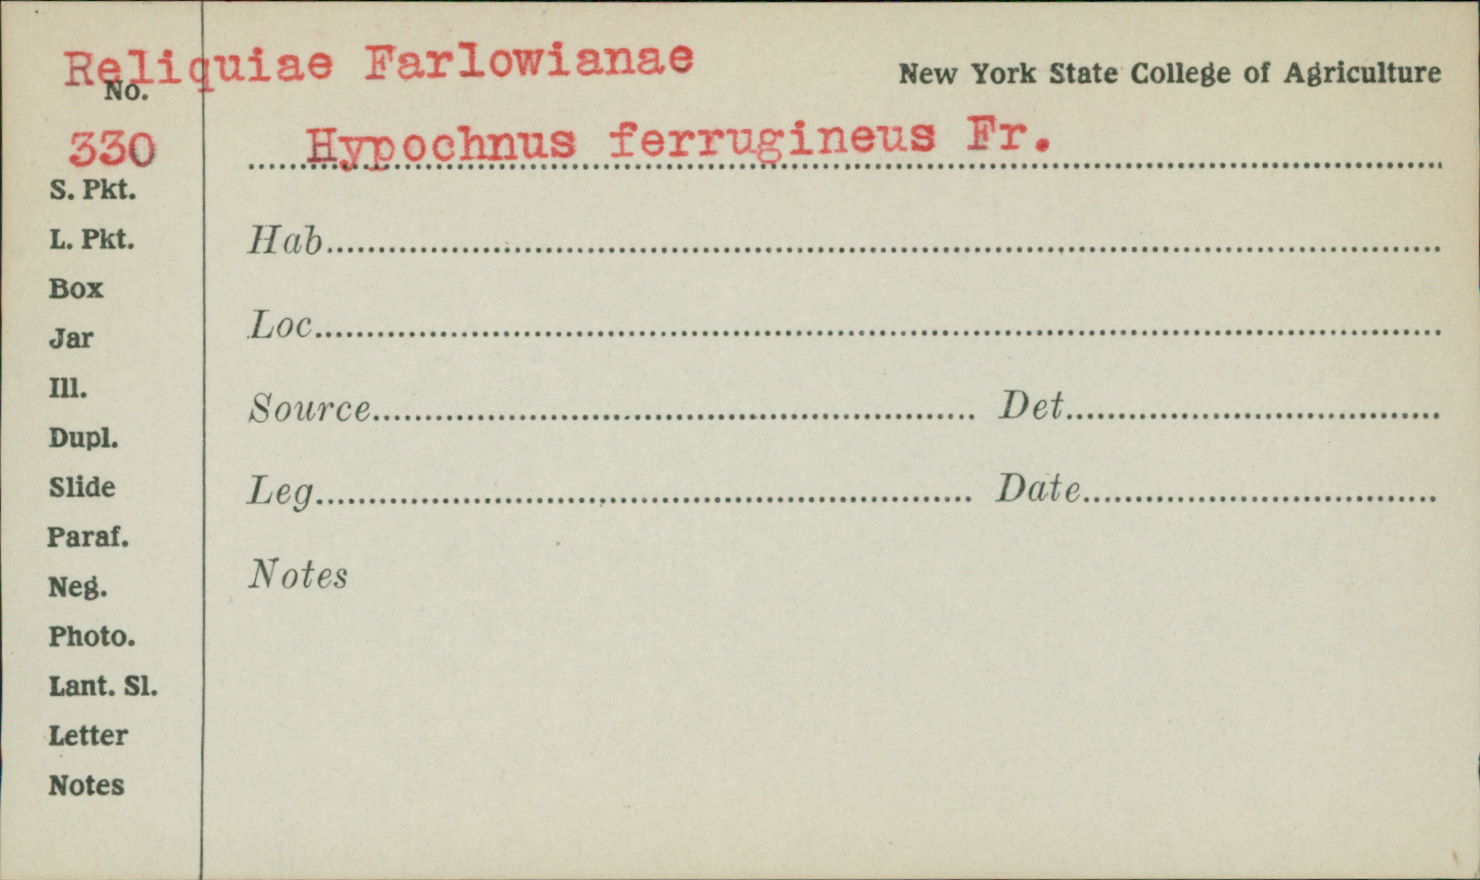 Reliquiae Farlowianae
New York State College of Agriculture
No.
330
Hypochnus ferrugineus Fr.
S. Pkt.
L. Pkt.
Hab
Box
Loc
Jar
Ill.
Source Det
Dupl.
Slide
Leg Date
Paraf.
Notes
Neg.
Photo.
Lant. Sl.
Letter
Notes